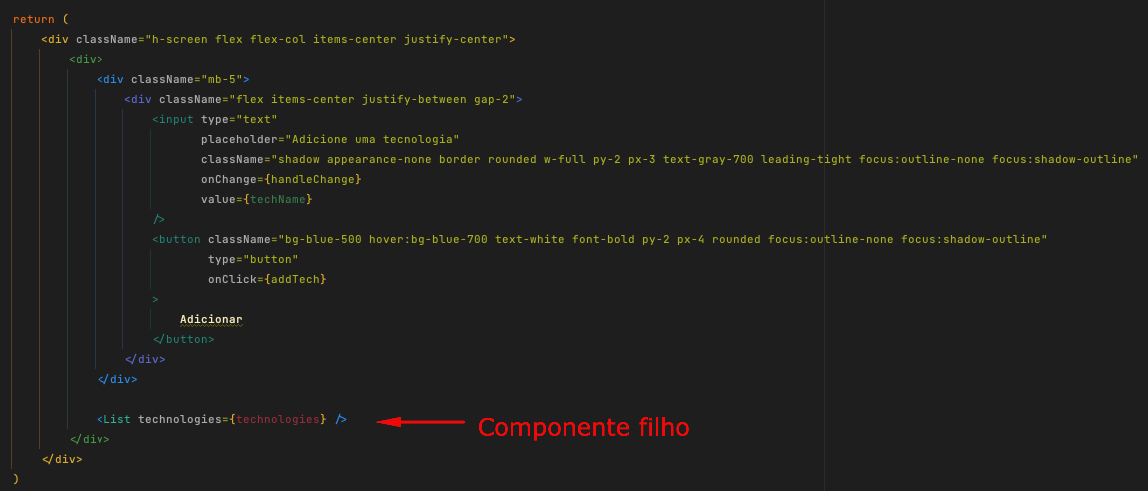 return (
<div className="h-screen flex flex-col items-center justify-center">
<div>
<div className="mb-5">
<div className="flex items-center justify-between gap-2">
<input type="text"
placeholder="Adicione uma tecnologia"
className="shadow appearance-none border rounded w-full py-2 px-3 text-gray-700 leading-tight focus:outline-none focus:shadow-outline"
onChange={handleChange}
value={techName}
/>
<button className="bg-blue-500 hover:bg-blue-700 text-white font-bold py-2 px-4 rounded focus:outline-none focus:shadow-outline"
type="button"
onClick={addTech}
>
Adicionar
</button>
</div>
</div>
<List technologies={technologies} />
Componente filho
</div>
</div>
)